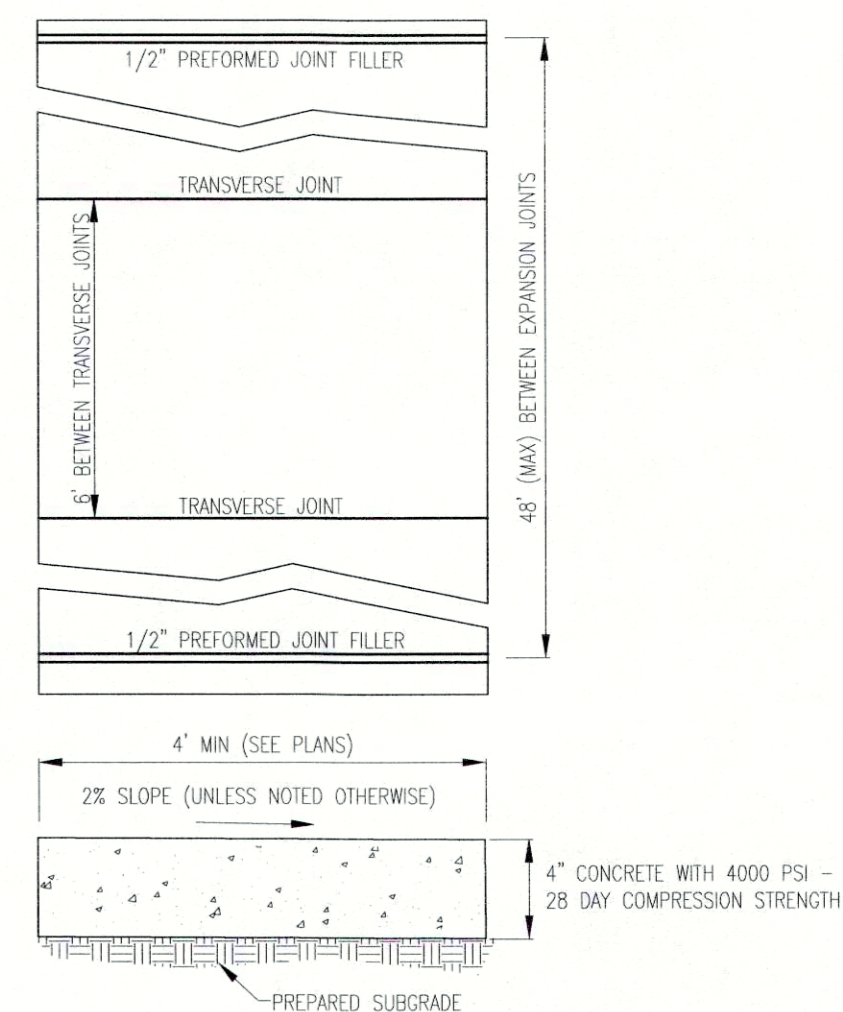 1/2" PREFORMED JOINT FILLER
TRANSVERSE JOINT
6' BETWEEN TRANSVERSE JOINTS
48' (MAX) BETWEEN EXPANSION JOINTS
TRANSVERSE JOINT
1/2" PREFORMED JOINT FILLER
4' MIN (SEE PLANS)
2% SLOPE (UNLESS NOTED OTHERWISE)
4" CONCRETE WITH 4000 PSI –
28 DAY COMPRESSION STRENGTH
PREPARED SUBGRADE